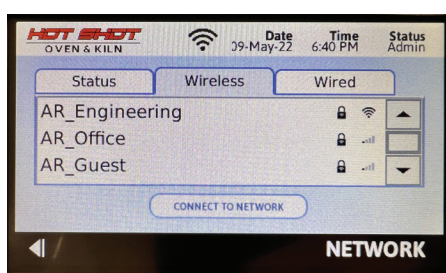 HOT SHOT
OVEN & KILN
Date
09-May-22
Time
6:40 PM
Status
Admin
Status
Wireless
Wired
AR_Engineering
AR_Office
AR_Guest
CONNECT TO NETWORK
NETWORK